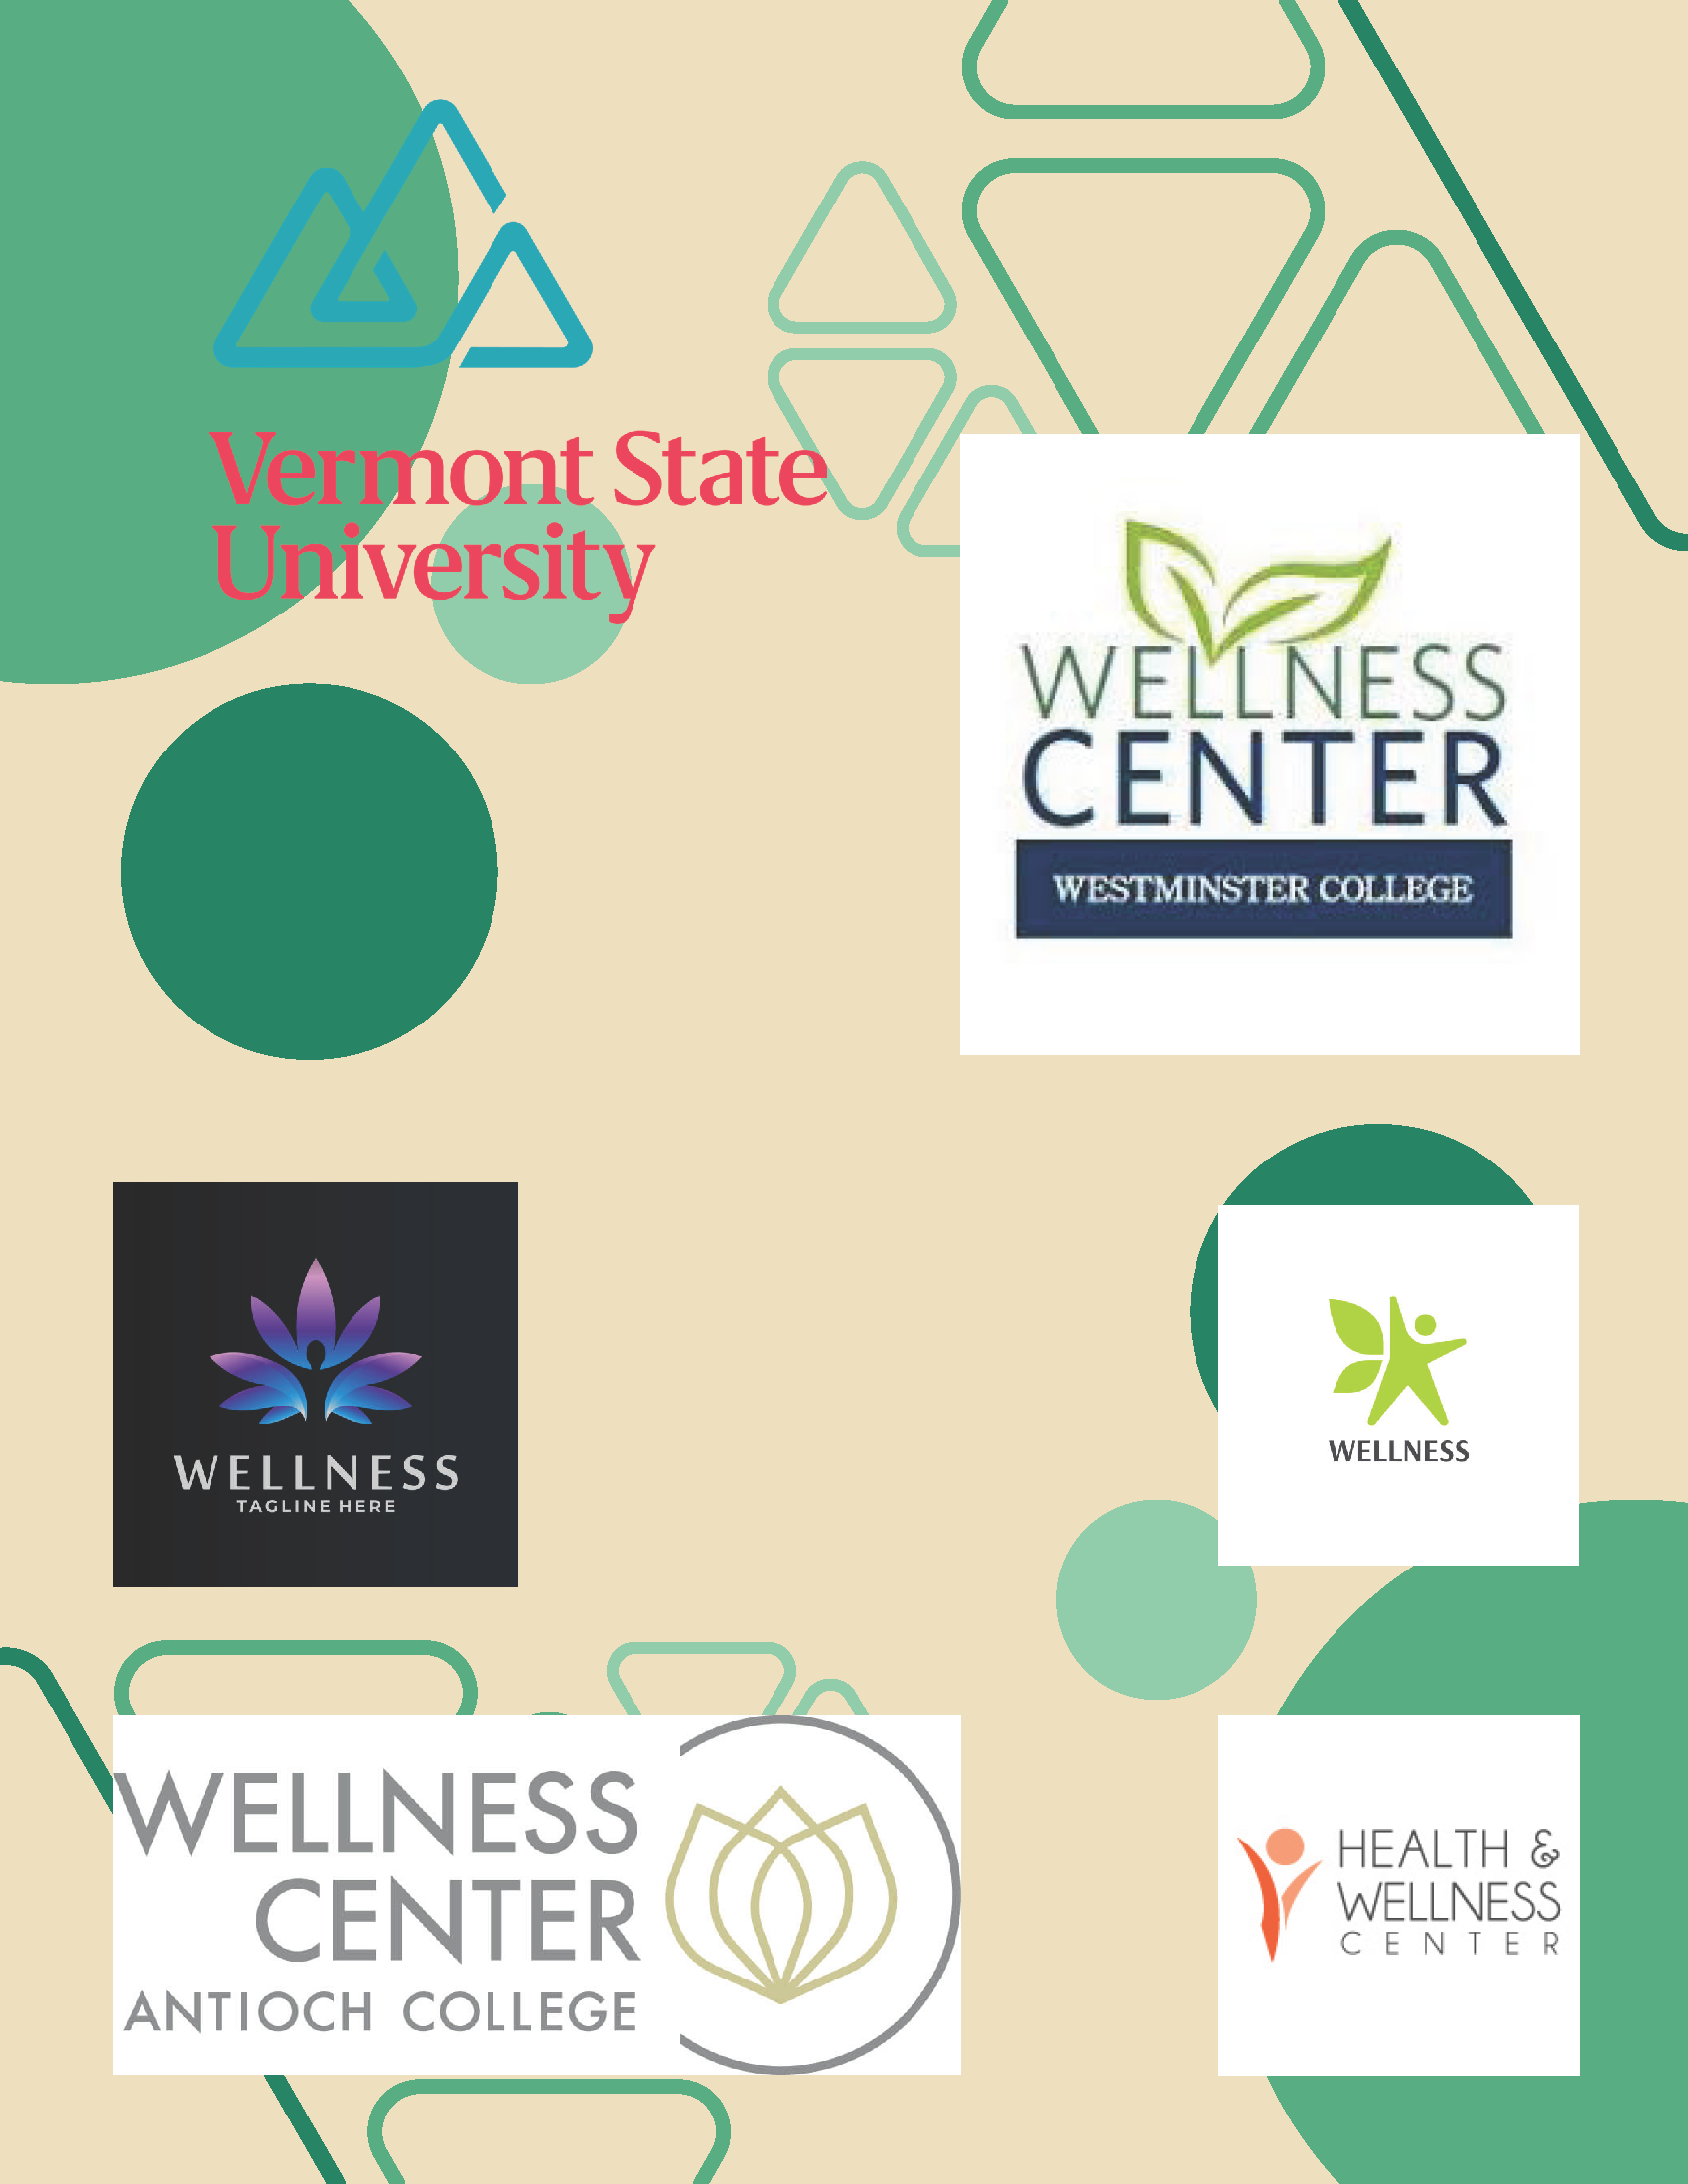 Vermont State
University
WELLNESS
CENTER
WESTMINSTER COLLEGE
WELLNESS
TAGLINE HERE
WELLNESS
WELLNESS
CENTER
ANTIOCH COLLEGE
HEALTH &
WELLNESS
CENTER